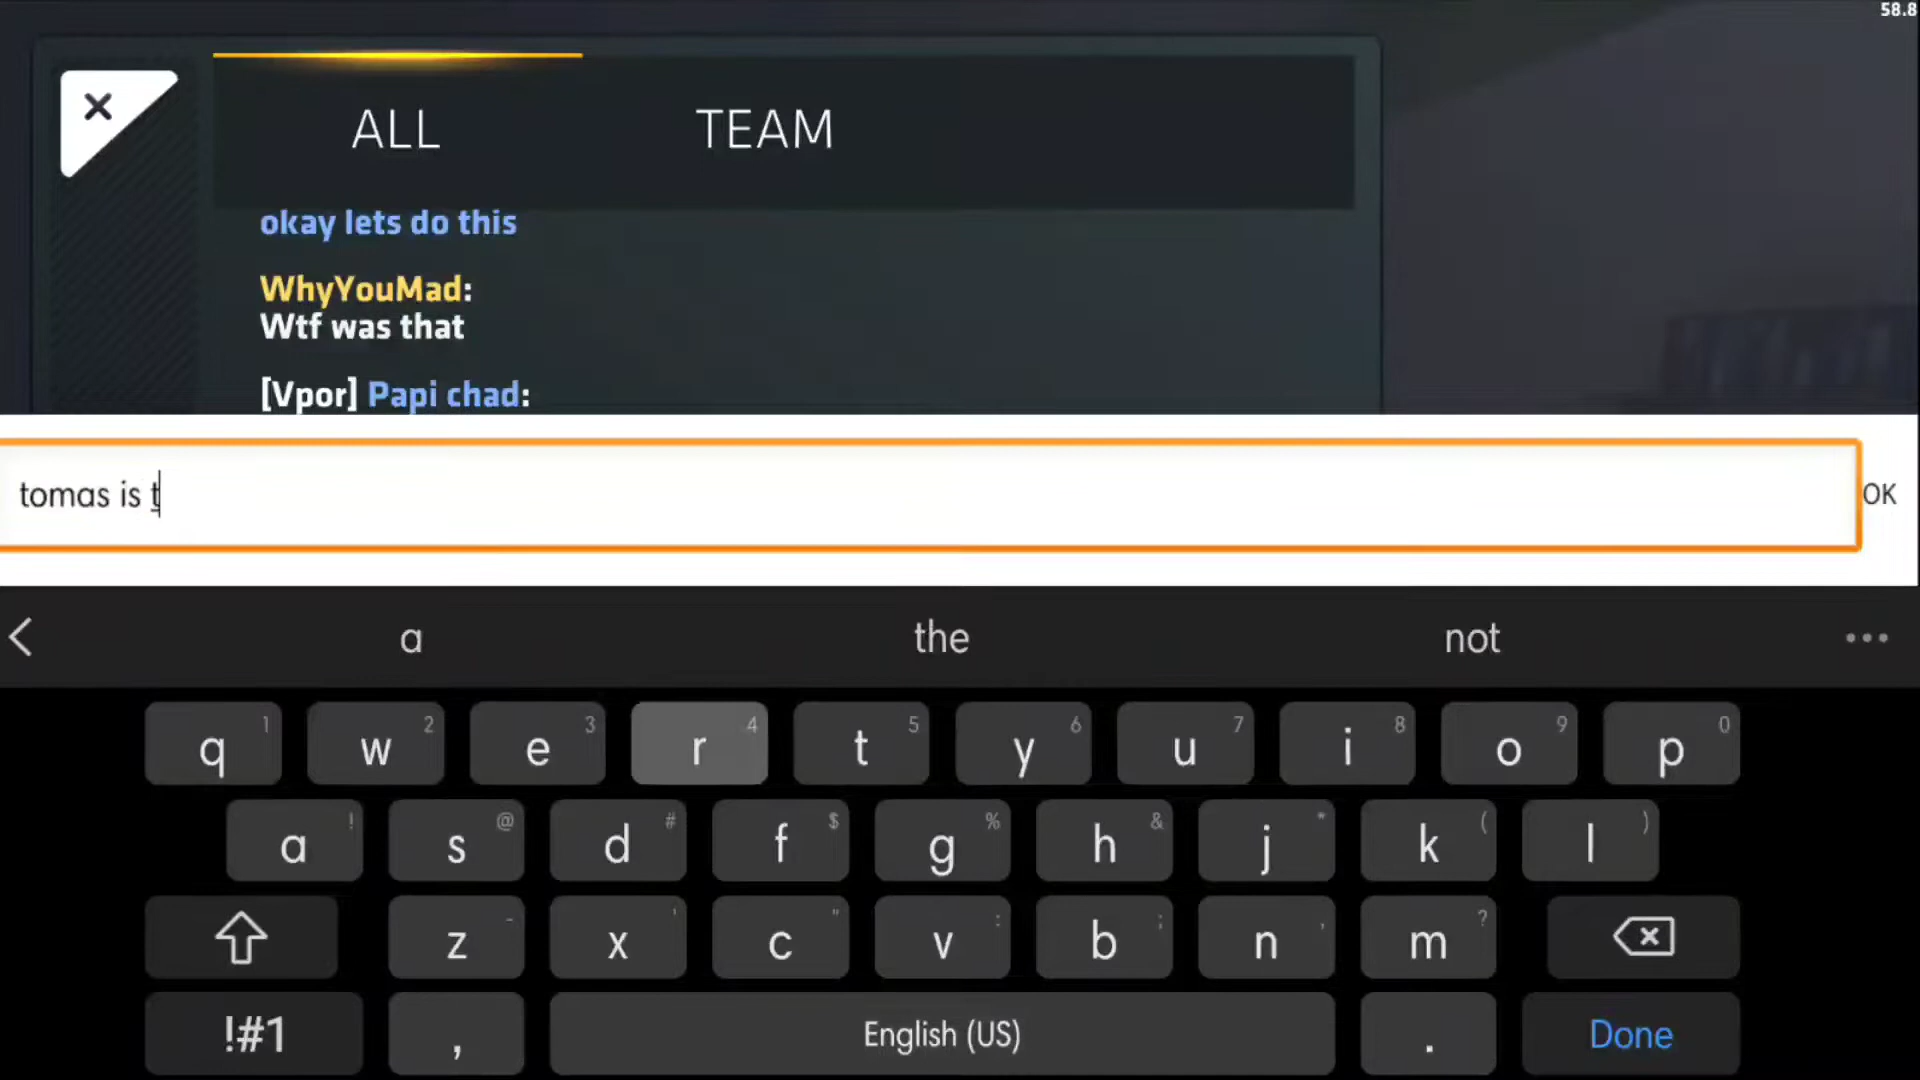 58.8
ALL TEAM
okay lets do this
WhyYouMad:
Wtf was that
[Vpor] Papi chad:
tomas is t
OK
a the not
q 1 w 2 e 3 r 4 t 5 y 6 u 7 i 8 o 9 p 0
a ! s @ d # f $ g % h & j * k ( l )
z - x ' c " v : b ; n , m ?
!#1 , English (US) . Done